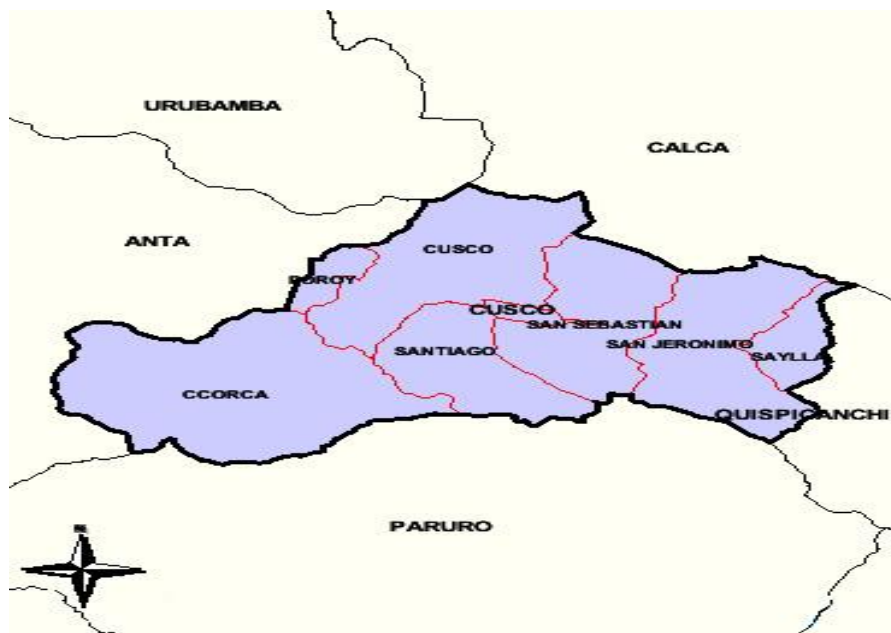 URUBAMBA
CALCA
ANTA
CUSCO
POROY
CUSCO
SAN SEBASTIAN
SANTIAGO
SAN JERONIMO
SAYLLA
CCORCA
QUISPICANCHI
PARURO
N